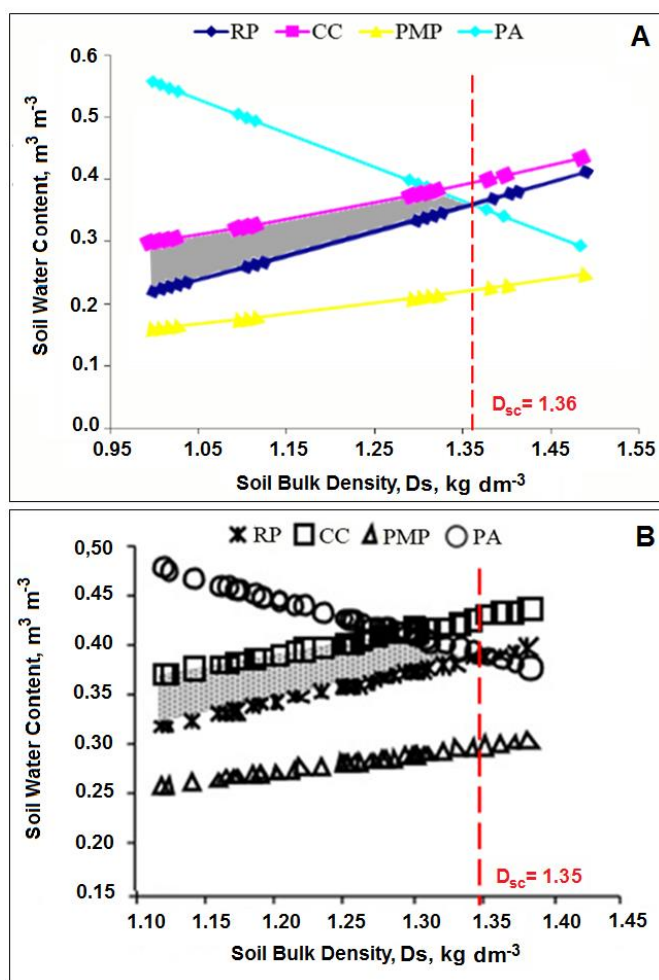 RP CC PMP PA
A
Soil Water Content, m³ m⁻³
0.6
0.5
0.4
0.3
0.2
0.1
0.0
Dsc= 1.36
0.95 1.05 1.15 1.25 1.35 1.45 1.55
Soil Bulk Density, Ds, kg dm⁻³
B
RP CC PMP PA
Soil Water Content, m³ m⁻³
0,50
0.45
0.40
0.35
0.30
0.25
0.20
0.15
Dsc= 1.35
1.10 1.20 1.25 1.30 1.35 1.40 1.45
Soil Bulk Density, Ds, kg dm⁻³